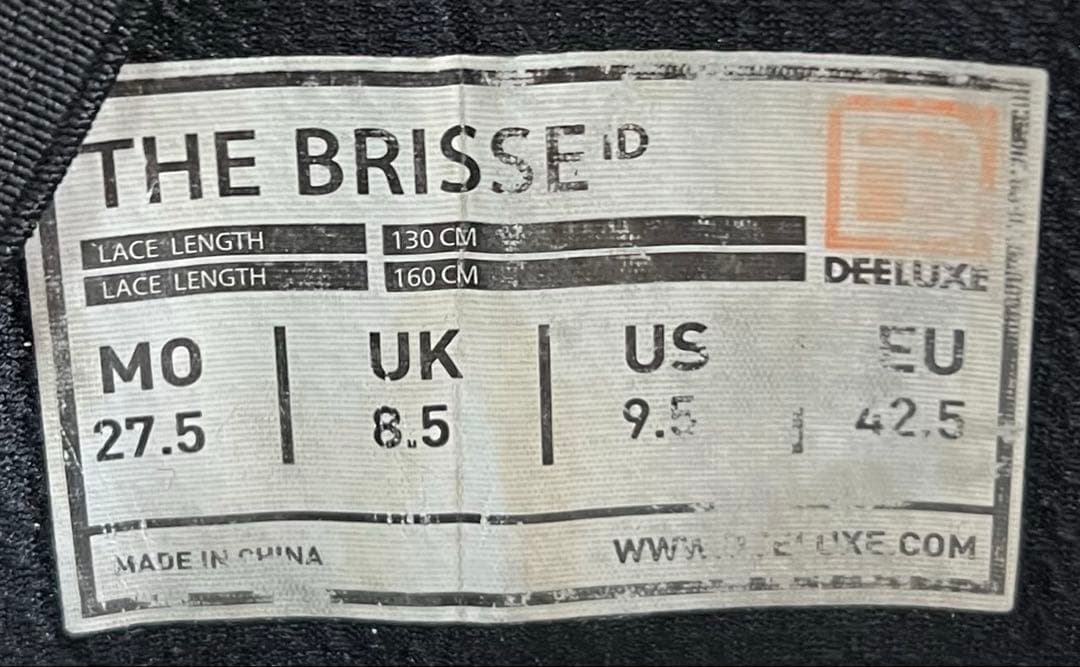 THE BRISSE ID
LACE LENGTH 130 CM
LACE LENGTH 160 CM
DEELUXE
MO UK US EU
27.5 8.5 9.5 42.5
MADE IN CHINA